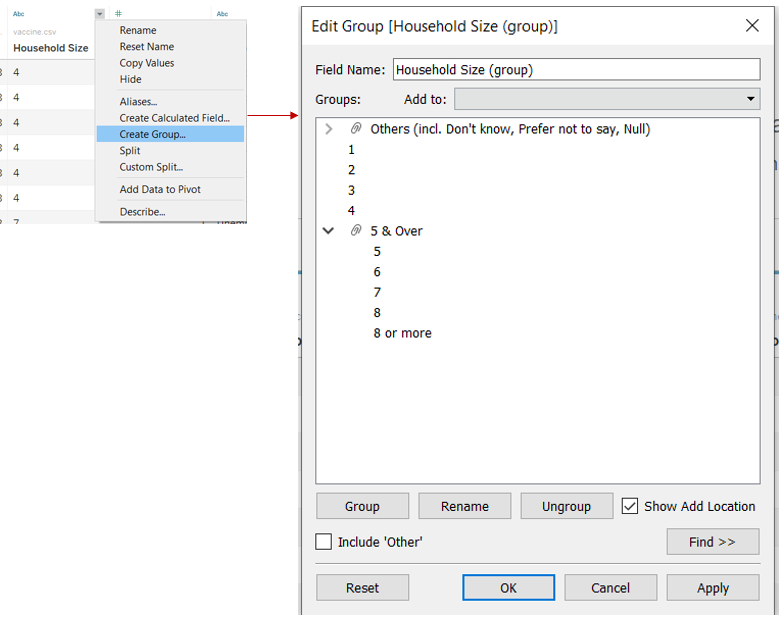 Abc
#
Abc
vaccine.csv
Household Size
4
4
4
4
4
4
7
Rename
Reset Name
Copy Values
Hide
Aliases...
Create Calculated Field...
Create Group...
Split
Custom Split...
Add Data to Pivot
Describe...
Edit Group [Household Size (group)]
Field Name: Household Size (group)
Groups: Add to:
Others (incl. Don't know, Prefer not to say, Null)
1
2
3
4
5 & Over
5
6
7
8
8 or more
Group Rename Ungroup Show Add Location
Include 'Other' Find >>
Reset OK Cancel Apply